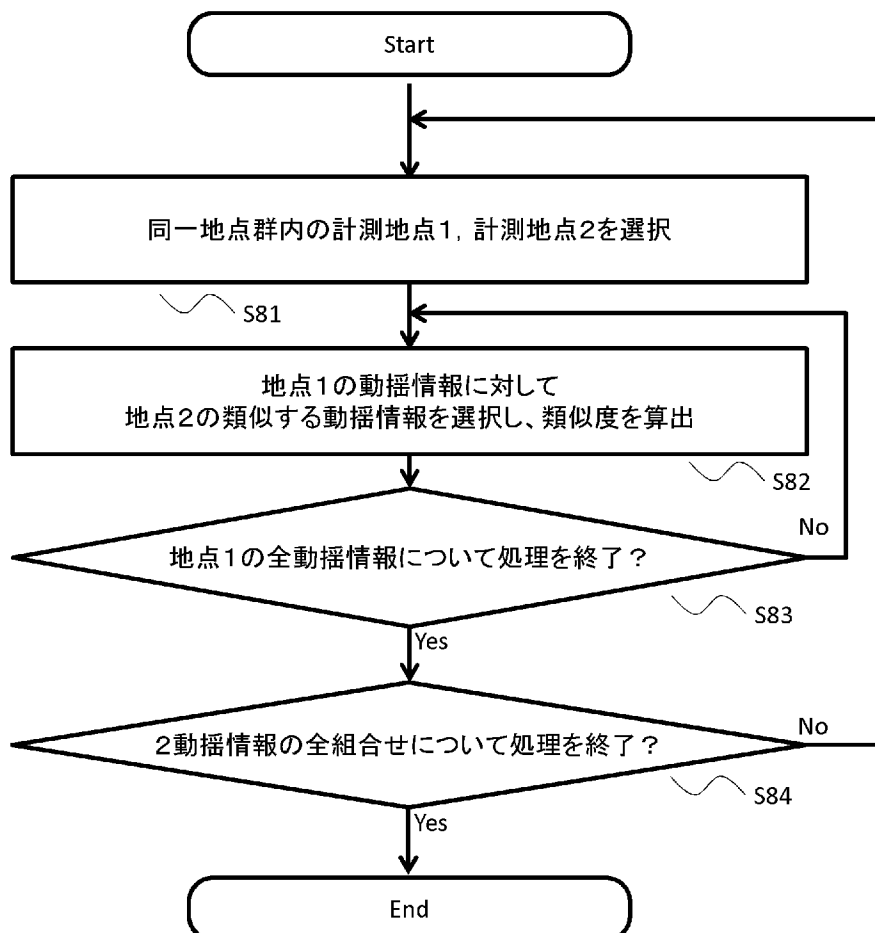 Start
同一地点群内の計測地点1，計測地点2を選択
S81
地点1の動揺情報に対して
地点2の類似する動揺情報を選択し、類似度を算出
S82
No
地点1の全動揺情報について処理を終了？
S83
Yes
No
2動揺情報の全組合せについて処理を終了？
S84
Yes
End